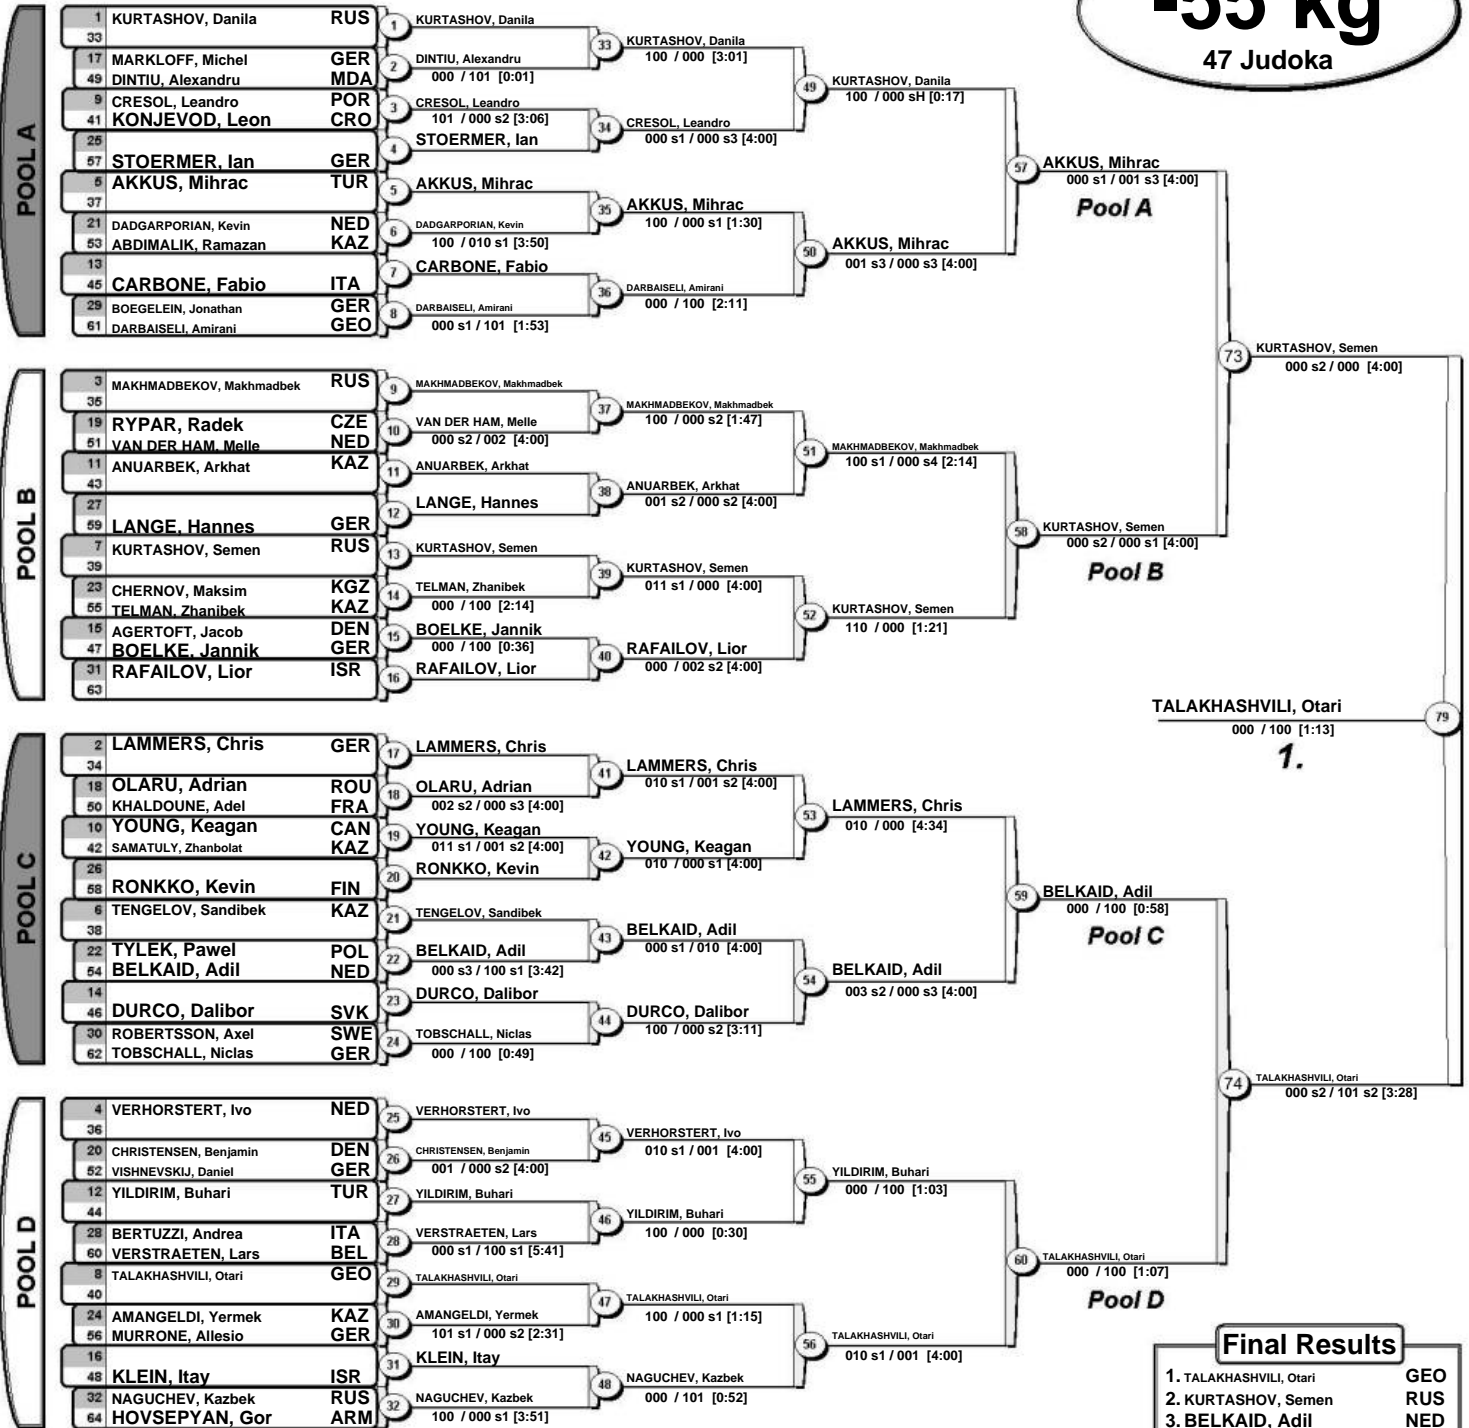 -55 kg
47 Judoka
POOL A
1 KURTASHOV, Danila RUS
33
17 MARKLOFF, Michel GER
49 DINTIU, Alexandru MDA
9 CRESOL, Leandro POR
41 KONJEVOD, Leon CRO
25
57 STOERMER, Ian GER
5 AKKUS, Mihrac TUR
37
21 DADGARPORIAN, Kevin NED
53 ABDIMALIK, Ramazan KAZ
13
45 CARBONE, Fabio ITA
29 BOEGELEIN, Jonathan GER
61 DARBAISELI, Amirani GEO
1 KURTASHOV, Danila
2 DINTIU, Alexandru
000 / 101 [0:01]
3 CRESOL, Leandro
101 / 000 s2 [3:06]
4 STOERMER, Ian
5 AKKUS, Mihrac
6 DADGARPORIAN, Kevin
100 / 010 s1 [3:50]
7 CARBONE, Fabio
8 DARBAISELI, Amirani
000 s1 / 101 [1:53]
33 KURTASHOV, Danila
100 / 000 [3:01]
34 CRESOL, Leandro
000 s1 / 000 s3 [4:00]
35 AKKUS, Mihrac
100 / 000 s1 [1:30]
36 DARBAISELI, Amirani
000 / 100 [2:11]
49 KURTASHOV, Danila
100 / 000 sH [0:17]
50 AKKUS, Mihrac
001 s3 / 000 s3 [4:00]
57 AKKUS, Mihrac
000 s1 / 001 s3 [4:00]
Pool A
POOL B
3 MAKHMADBEKOV, Makhmadbek RUS
35
19 RYPAR, Radek CZE
51 VAN DER HAM, Melle NED
11 ANUARBEK, Arkhat KAZ
43
27
59 LANGE, Hannes GER
7 KURTASHOV, Semen RUS
39
23 CHERNOV, Maksim KGZ
55 TELMAN, Zhanibek KAZ
15 AGERTOFT, Jacob DEN
47 BOELKE, Jannik GER
31 RAFAILOV, Lior ISR
63
9 MAKHMADBEKOV, Makhmadbek
10 VAN DER HAM, Melle
000 s2 / 002 [4:00]
11 ANUARBEK, Arkhat
12 LANGE, Hannes
13 KURTASHOV, Semen
14 TELMAN, Zhanibek
000 / 100 [2:14]
15 BOELKE, Jannik
000 / 100 [0:36]
16 RAFAILOV, Lior
37 MAKHMADBEKOV, Makhmadbek
100 / 000 s2 [1:47]
38 ANUARBEK, Arkhat
001 s2 / 000 s2 [4:00]
39 KURTASHOV, Semen
011 s1 / 000 [4:00]
40 RAFAILOV, Lior
000 / 002 s2 [4:00]
51 MAKHMADBEKOV, Makhmadbek
100 s1 / 000 s4 [2:14]
52 KURTASHOV, Semen
110 / 000 [1:21]
58 KURTASHOV, Semen
000 s2 / 000 s1 [4:00]
Pool B
73 KURTASHOV, Semen
000 s2 / 000 [4:00]
TALAKHASHVILI, Otari 79
000 / 100 [1:13]
1.
POOL C
2 LAMMERS, Chris GER
34
18 OLARU, Adrian ROU
50 KHALDOUNE, Adel FRA
10 YOUNG, Keagan CAN
42 SAMATULY, Zhanbolat KAZ
26
58 RONKKO, Kevin FIN
6 TENGELOV, Sandibek KAZ
38
22 TYLEK, Pawel POL
54 BELKAID, Adil NED
14
46 DURCO, Dalibor SVK
30 ROBERTSSON, Axel SWE
62 TOBSCHALL, Niclas GER
17 LAMMERS, Chris
18 OLARU, Adrian
002 s2 / 000 s3 [4:00]
19 YOUNG, Keagan
011 s1 / 001 s2 [4:00]
20 RONKKO, Kevin
21 TENGELOV, Sandibek
22 BELKAID, Adil
000 s3 / 100 s1 [3:42]
23 DURCO, Dalibor
24 TOBSCHALL, Niclas
000 / 100 [0:49]
41 LAMMERS, Chris
010 s1 / 001 s2 [4:00]
42 YOUNG, Keagan
010 / 000 s1 [4:00]
43 BELKAID, Adil
000 s1 / 010 [4:00]
44 DURCO, Dalibor
100 / 000 s2 [3:11]
53 LAMMERS, Chris
010 / 000 [4:34]
54 BELKAID, Adil
003 s2 / 000 s3 [4:00]
59 BELKAID, Adil
000 / 100 [0:58]
Pool C
74 TALAKHASHVILI, Otari
000 s2 / 101 s2 [3:28]
POOL D
4 VERHORSTERT, Ivo NED
36
20 CHRISTENSEN, Benjamin DEN
52 VISHNEVSKIJ, Daniel GER
12 YILDIRIM, Buhari TUR
44
28 BERTUZZI, Andrea ITA
60 VERSTRAETEN, Lars BEL
8 TALAKHASHVILI, Otari GEO
40
24 AMANGELDI, Yermek KAZ
56 MURRONE, Allesio GER
16
48 KLEIN, Itay ISR
32 NAGUCHEV, Kazbek RUS
64 HOVSEPYAN, Gor ARM
25 VERHORSTERT, Ivo
26 CHRISTENSEN, Benjamin
001 / 000 s2 [4:00]
27 YILDIRIM, Buhari
28 VERSTRAETEN, Lars
000 s1 / 100 s1 [5:41]
29 TALAKHASHVILI, Otari
30 AMANGELDI, Yermek
101 s1 / 000 s2 [2:31]
31 KLEIN, Itay
32 NAGUCHEV, Kazbek
100 / 000 s1 [3:51]
45 VERHORSTERT, Ivo
010 s1 / 001 [4:00]
46 YILDIRIM, Buhari
100 / 000 [0:30]
47 TALAKHASHVILI, Otari
100 / 000 s1 [1:15]
48 NAGUCHEV, Kazbek
000 / 101 [0:52]
55 YILDIRIM, Buhari
000 / 100 [1:03]
56 TALAKHASHVILI, Otari
010 s1 / 001 [4:00]
60 TALAKHASHVILI, Otari
000 / 100 [1:07]
Pool D
Final Results
1. TALAKHASHVILI, Otari GEO
2. KURTASHOV, Semen RUS
3. BELKAID, Adil NED